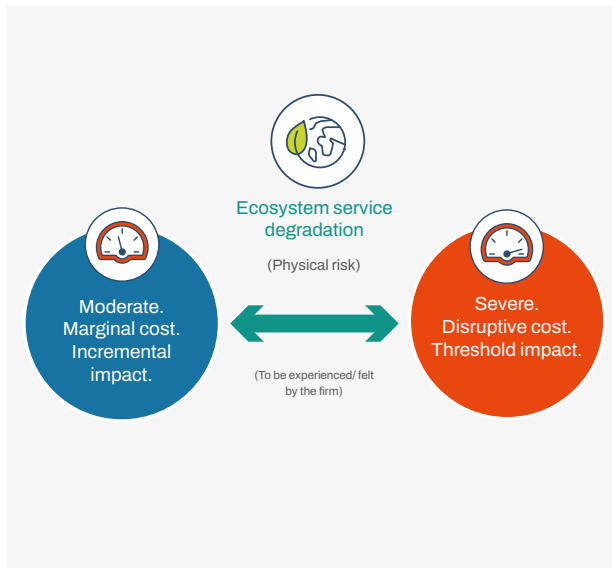 Ecosystem service
degradation
(Physical risk)
Moderate.
Marginal cost.
Incremental
impact.
Severe.
Disruptive cost.
Threshold impact.
(To be experienced/ felt
by the firm)